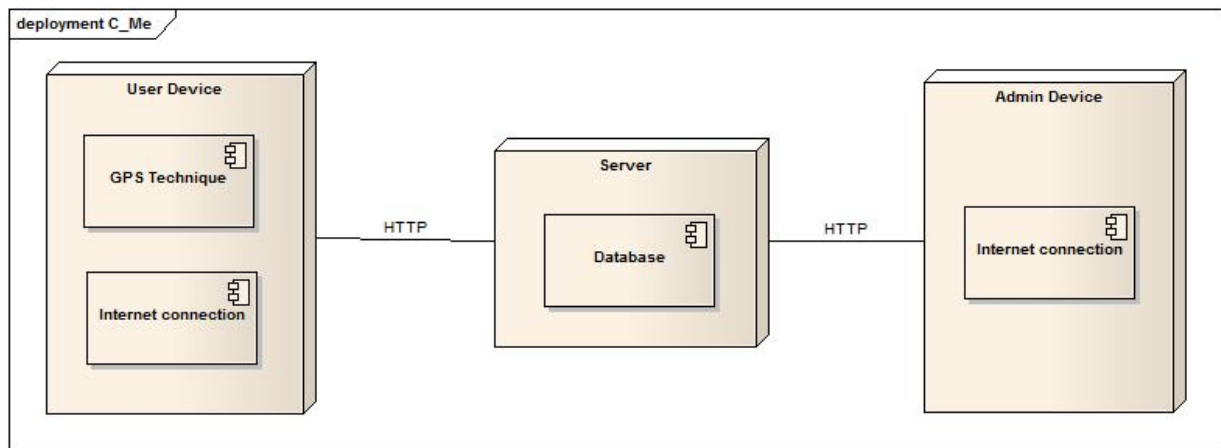 deployment C_Me
User Device
GPS Technique
Internet connection
HTTP
Server
Database
HTTP
Admin Device
Internet connection